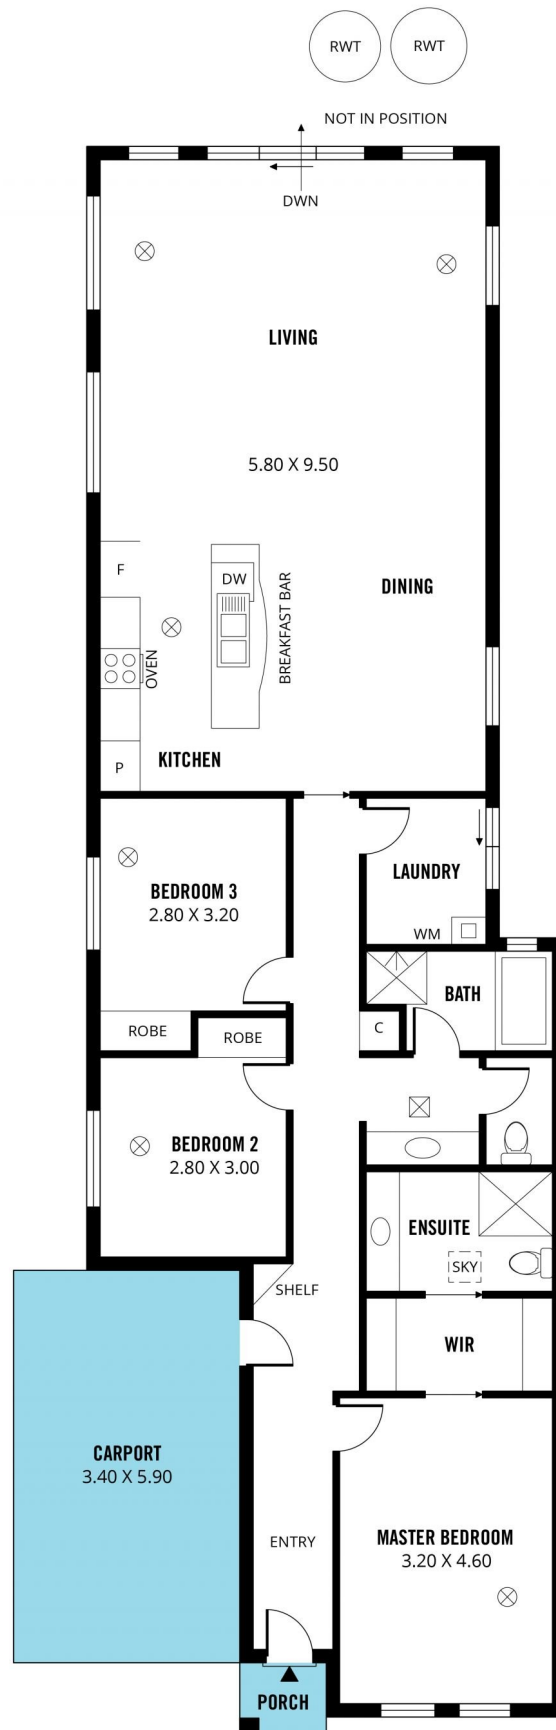 RWT
RWT
NOT IN POSITION
DWN
LIVING
5.80 X 9.50
F
DW
BREAKFAST BAR
DINING
OVEN
P
KITCHEN
BEDROOM 3
2.80 X 3.20
LAUNDRY
WM
ROBE
ROBE
C
BATH
BEDROOM 2
2.80 X 3.00
ENSUITE
SKY
SHELF
WIR
CARPORT
3.40 X 5.90
ENTRY
MASTER BEDROOM
3.20 X 4.60
PORCH